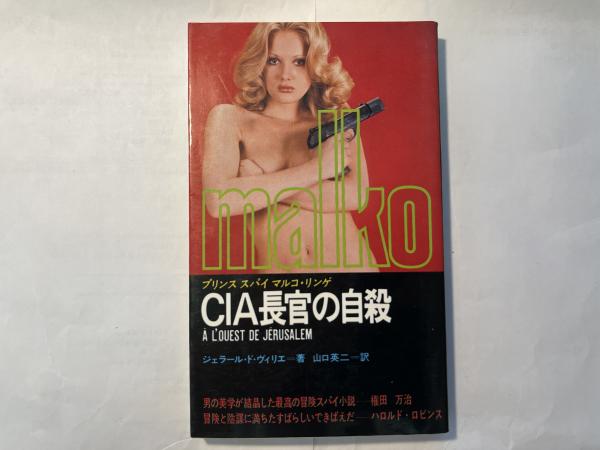 malko
プリンス スパイ マルコ・リンゲ
CIA長官の自殺
À L'OUEST DE JÉRUSALEM
ジェラール・ド・ヴィリエ=著 山口英二=訳
男の美学が結晶した最高の冒険スパイ小説――権田 万治
冒険と陰謀に満ちたすばらしいできばえだ――ハロルド・ロビンス